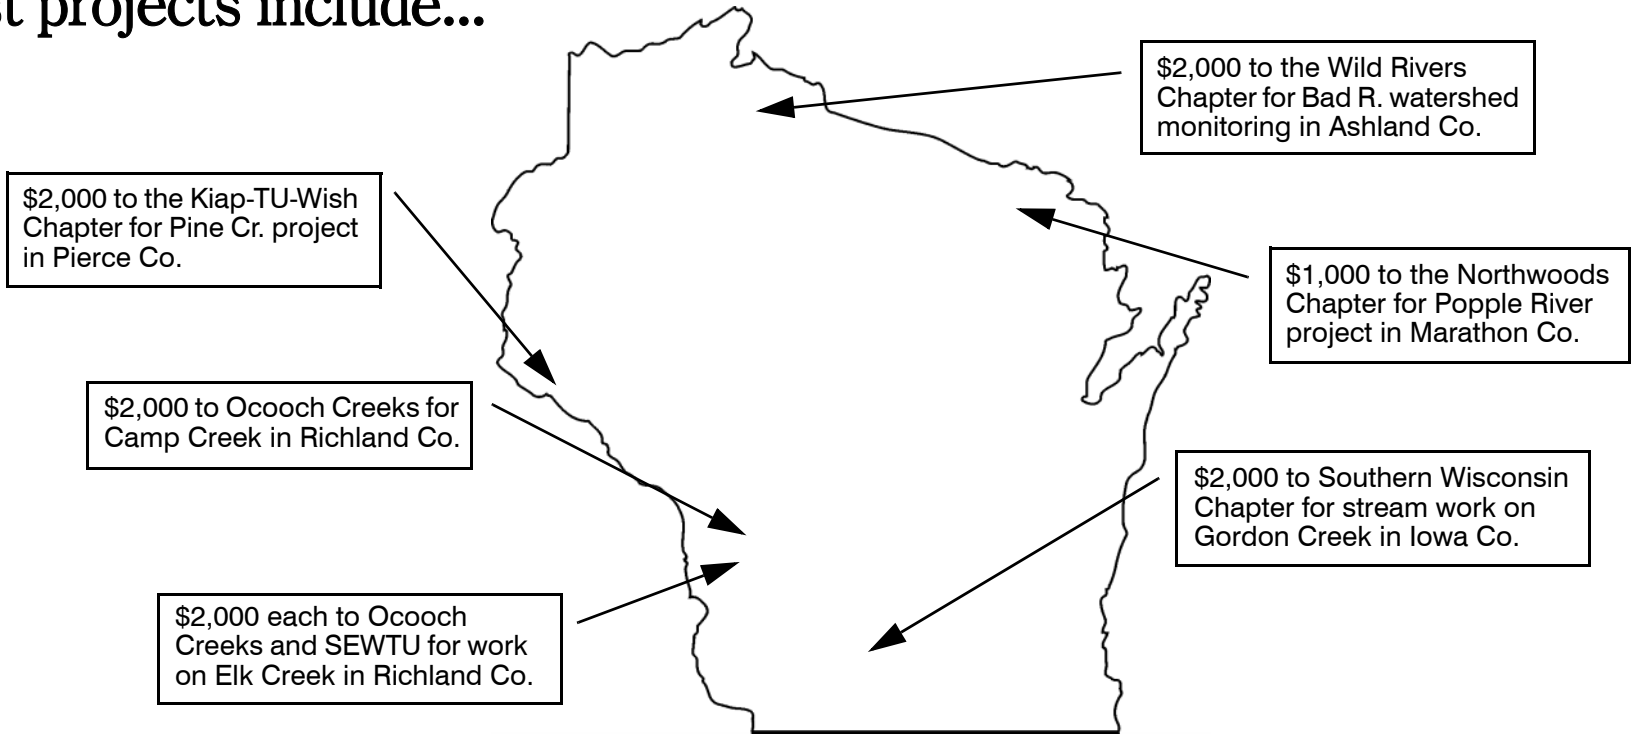 st projects include...
$2,000 to the Wild Rivers
Chapter for Bad R. watershed
monitoring in Ashland Co.
$2,000 to the Kiap-TU-Wish
Chapter for Pine Cr. project
in Pierce Co.
$1,000 to the Northwoods
Chapter for Popple River
project in Marathon Co.
$2,000 to Ocooch Creeks for
Camp Creek in Richland Co.
$2,000 to Southern Wisconsin
Chapter for stream work on
Gordon Creek in Iowa Co.
$2,000 each to Ocooch
Creeks and SEWTU for work
on Elk Creek in Richland Co.